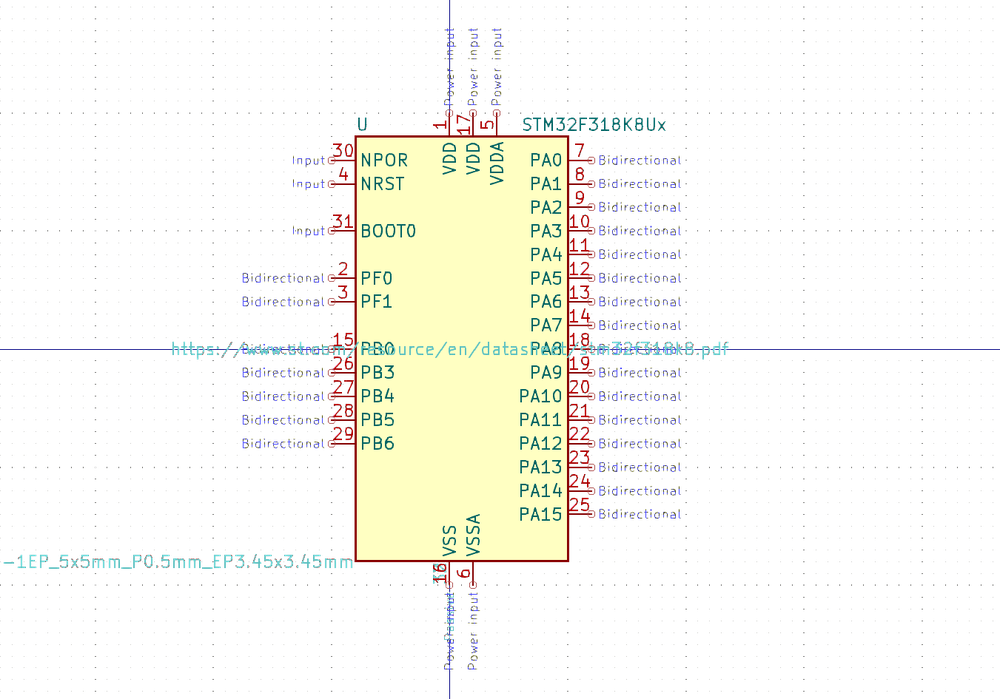 Power input Power input Power input
U STM32F318K8Ux
1 17 5
VDD VDD VDDA
Input 30 NPOR PA0 7 Bidirectional
Input 4 NRST PA1 8 Bidirectional
PA2 9 Bidirectional
Input 31 BOOT0 PA3 10 Bidirectional
PA4 11 Bidirectional
Bidirectional 2 PF0 PA5 12 Bidirectional
Bidirectional 3 PF1 PA6 13 Bidirectional
PA7 14 Bidirectional
15 PB0 PA8 18
https://www.st.com/resource/en/datasheet/stm32f318k8.pdf
Bidirectional 26 PB3 PA9 19 Bidirectional
Bidirectional 27 PB4 PA10 20 Bidirectional
Bidirectional 28 PB5 PA11 21 Bidirectional
Bidirectional 29 PB6 PA12 22 Bidirectional
PA13 23 Bidirectional
PA14 24 Bidirectional
PA15 25 Bidirectional
VSS VSSA
-1EP_5x5mm_P0.5mm_EP3.45x3.45mm
16 6
Power input Power input